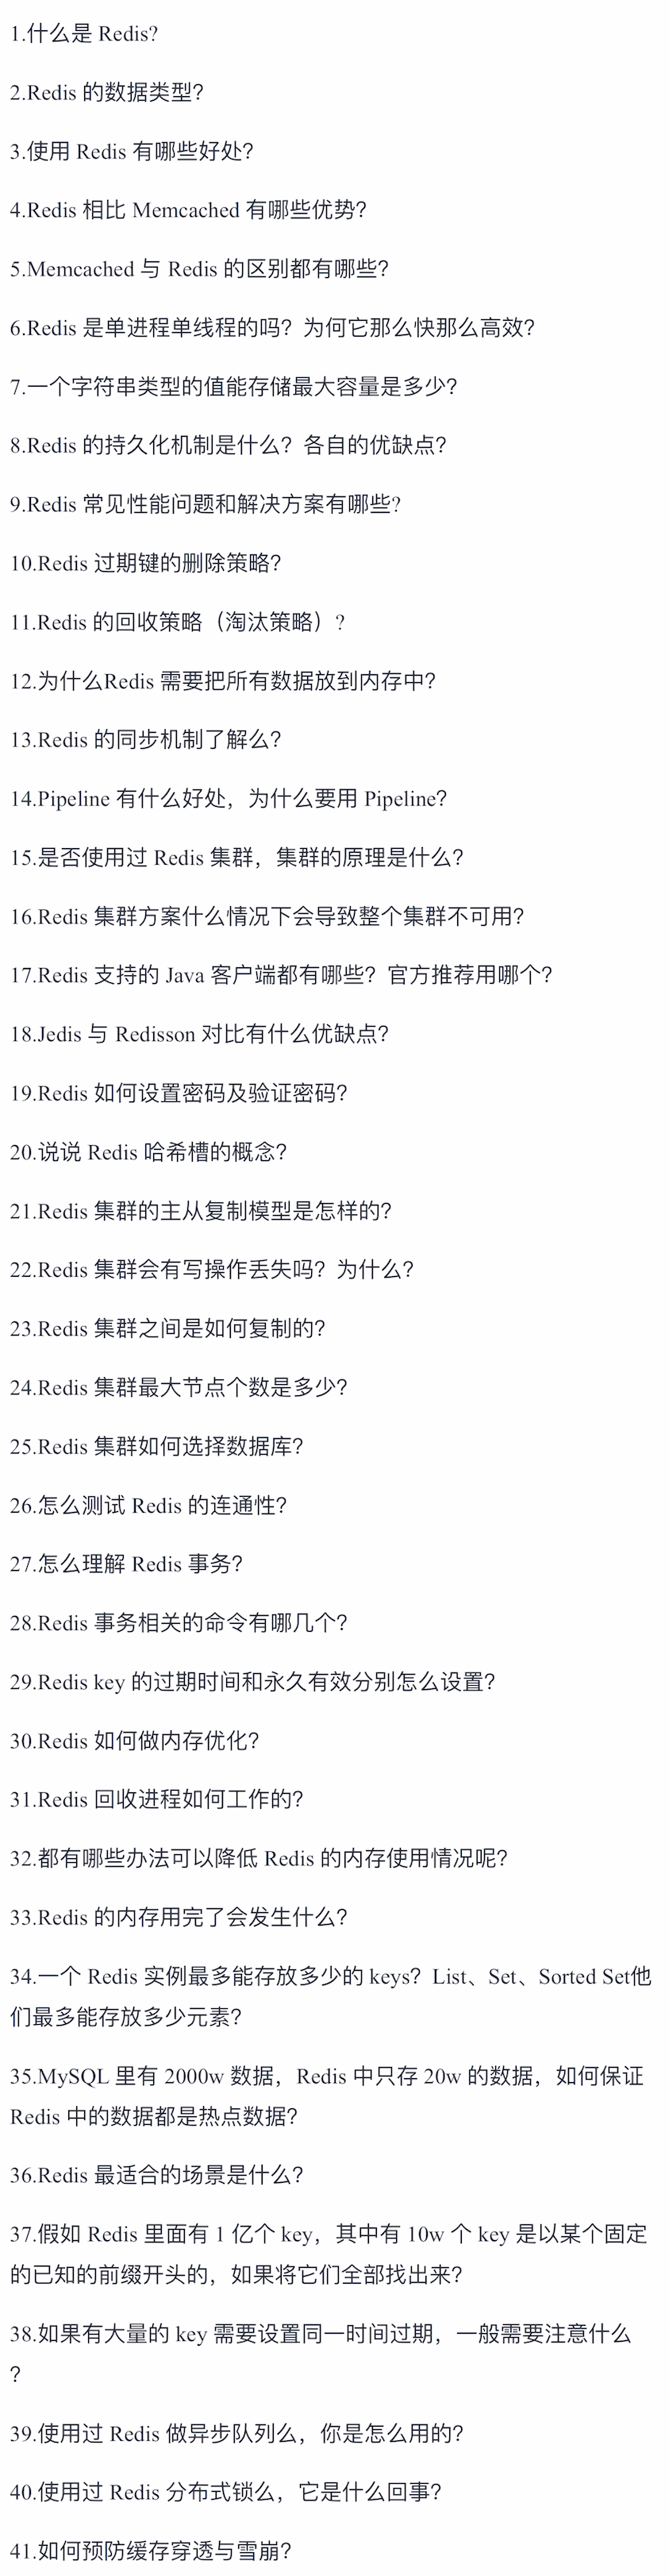 1.什么是 Redis?
2.Redis 的数据类型？
3.使用 Redis 有哪些好处？
4.Redis 相比 Memcached 有哪些优势？
5.Memcached 与 Redis 的区别都有哪些？
6.Redis 是单进程单线程的吗？为何它那么快那么高效？
7.一个字符串类型的值能存储最大容量是多少？
8.Redis 的持久化机制是什么？各自的优缺点？
9.Redis 常见性能问题和解决方案有哪些?
10.Redis 过期键的删除策略？
11.Redis 的回收策略（淘汰策略）?
12.为什么Redis 需要把所有数据放到内存中？
13.Redis 的同步机制了解么？
14.Pipeline 有什么好处，为什么要用 Pipeline？
15.是否使用过 Redis 集群，集群的原理是什么？
16.Redis 集群方案什么情况下会导致整个集群不可用？
17.Redis 支持的 Java 客户端都有哪些？官方推荐用哪个？
18.Jedis 与 Redisson 对比有什么优缺点？
19.Redis 如何设置密码及验证密码？
20.说说 Redis 哈希槽的概念？
21.Redis 集群的主从复制模型是怎样的？
22.Redis 集群会有写操作丢失吗？为什么？
23.Redis 集群之间是如何复制的？
24.Redis 集群最大节点个数是多少？
25.Redis 集群如何选择数据库？
26.怎么测试 Redis 的连通性？
27.怎么理解 Redis 事务？
28.Redis 事务相关的命令有哪几个？
29.Redis key 的过期时间和永久有效分别怎么设置？
30.Redis 如何做内存优化？
31.Redis 回收进程如何工作的？
32.都有哪些办法可以降低 Redis 的内存使用情况呢？
33.Redis 的内存用完了会发生什么？
34.一个 Redis 实例最多能存放多少的 keys？List、Set、Sorted Set他
们最多能存放多少元素？
35.MySQL 里有 2000w 数据，Redis 中只存 20w 的数据，如何保证
Redis 中的数据都是热点数据？
36.Redis 最适合的场景是什么？
37.假如 Redis 里面有 1 亿个 key，其中有 10w 个 key 是以某个固定
的已知的前缀开头的，如果将它们全部找出来？
38.如果有大量的 key 需要设置同一时间过期，一般需要注意什么
？
39.使用过 Redis 做异步队列么，你是怎么用的？
40.使用过 Redis 分布式锁么，它是什么回事？
41.如何预防缓存穿透与雪崩？